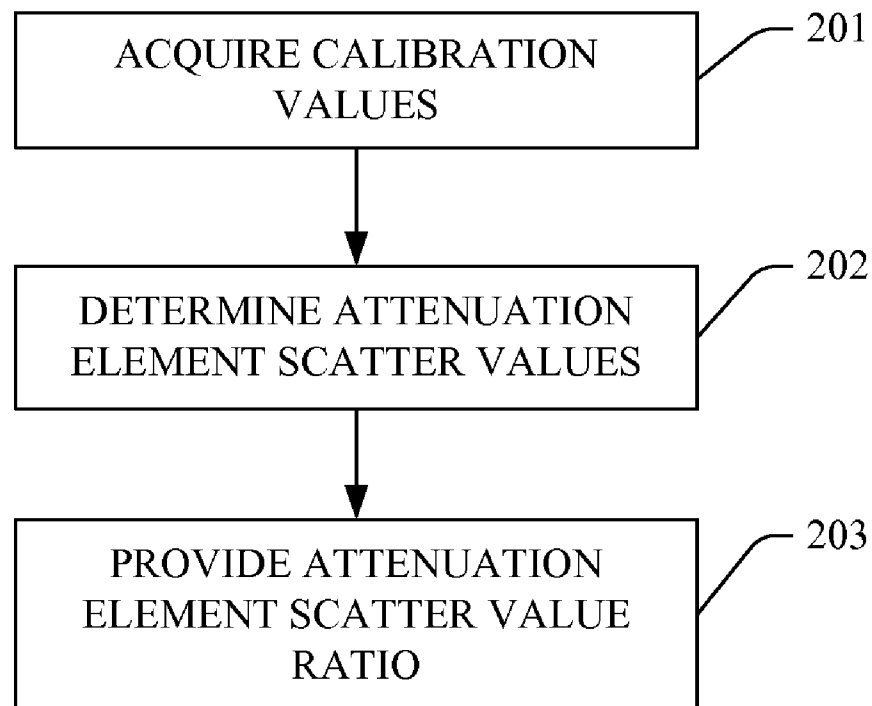 ACQUIRE CALIBRATION
VALUES
201
DETERMINE ATTENUATION
ELEMENT SCATTER VALUES
202
PROVIDE ATTENUATION
ELEMENT SCATTER VALUE
RATIO
203